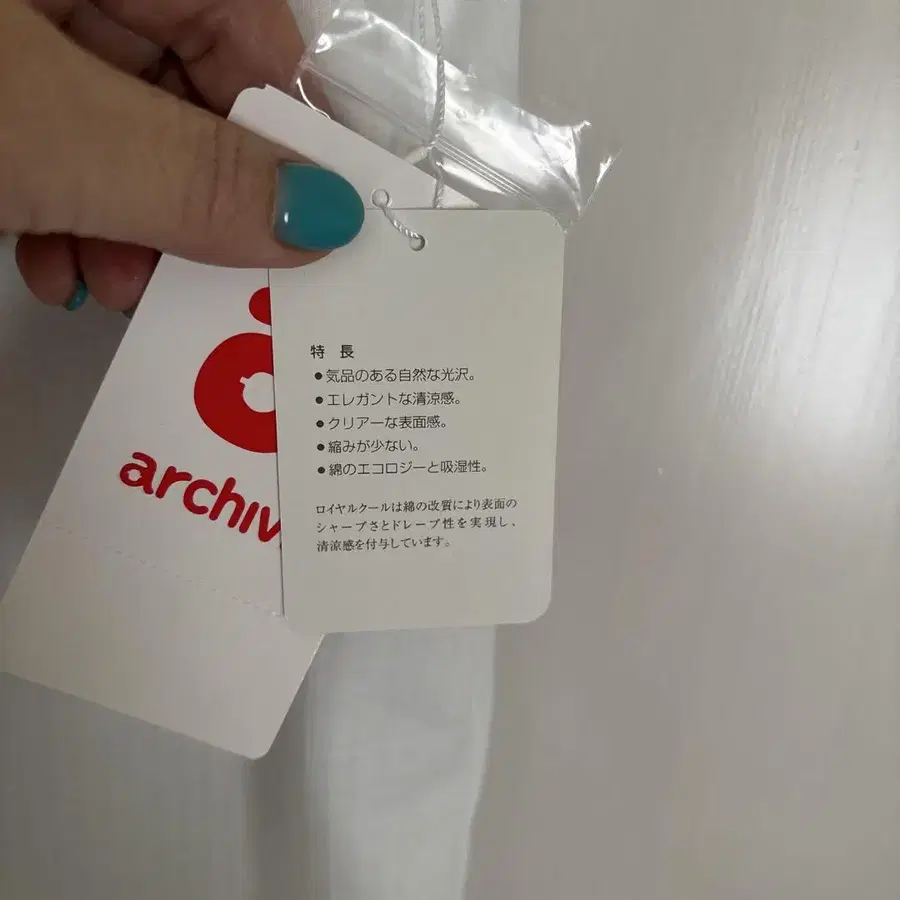 archiv
特長
●気品のある自然な光沢。
●エレガントな清涼感。
●クリアーな表面感。
●縮みが少ない。
●綿のエコロジーと吸湿性。
ロイヤルクールは綿の改質により表面の
シャープさとドレープ性を実現し、
清涼感を付与しています。